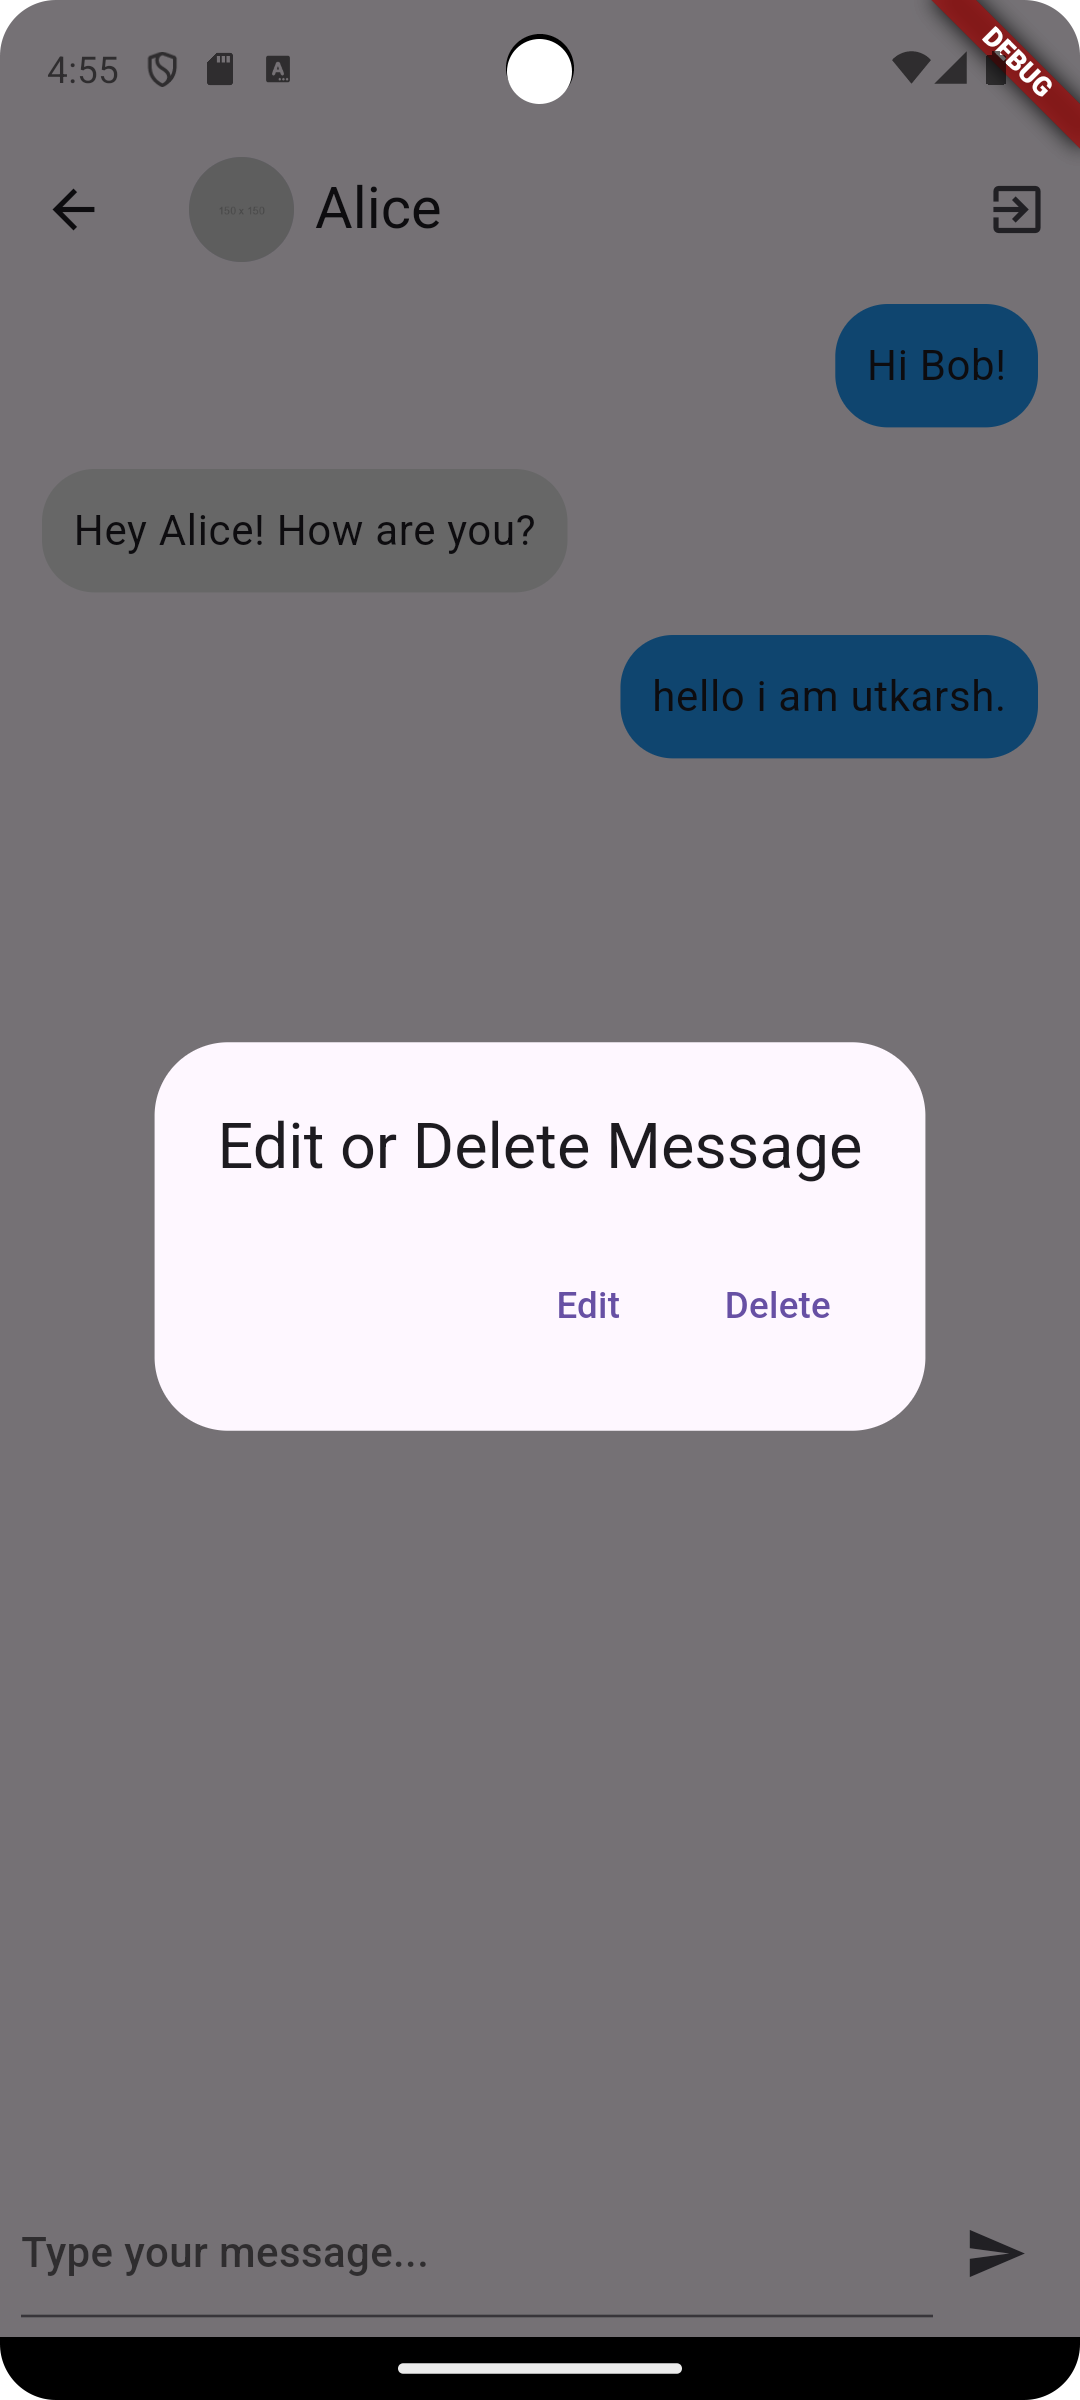 4:55
DEBUG
150 x 150
Alice
Hi Bob!
Hey Alice! How are you?
hello i am utkarsh.
Edit or Delete Message
Edit Delete
Type your message...